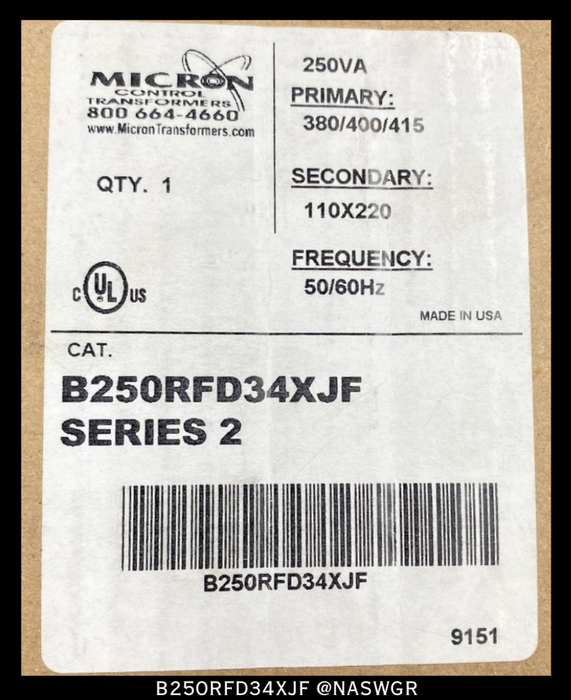 MICRON
CONTROL
TRANSFORMERS
800 664-4660
www.MicronTransformers.com
QTY. 1
250VA
PRIMARY:
380/400/415
SECONDARY:
110X220
FREQUENCY:
50/60Hz
C UL US
MADE IN USA
CAT.
B250RFD34XJF
SERIES 2
B250RFD34XJF
9151
B250RFD34XJF @NASWGR